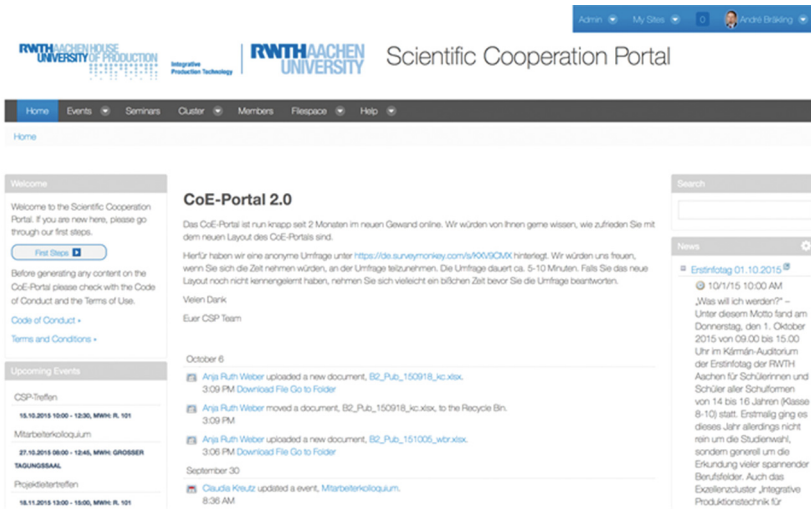 Admin My Sites 0 André Bräkling
RWTHAACHEN HOUSE
UNIVERSITY OF PRODUCTION
Integrative
Production Technology
RWTHAACHEN
UNIVERSITY
Scientific Cooperation Portal
Home Events Seminars Cluster Members Filespace Help
Home
Welcome
Welcome to the Scientific Cooperation
Portal. If you are new here, please go
through our first steps.
First Steps
Before generating any content on the
CoE-Portal please check with the Code
of Conduct and the Terms of Use.
Code of Conduct »
Terms and Conditions »
Upcoming Events
CSP-Treffen
15.10.2015 10:00 - 12:30, MWH: R. 101
Mitarbeiterkolloquium
27.10.2015 08:00 - 12:45, MWH: GROSSER
TAGUNGSSAAL
Projektleitertreffen
16.11.2015 13:00 - 15:00, MWH: R. 101
CoE-Portal 2.0
Das CoE-Portal ist nun knapp seit 2 Monaten im neuen Gewand online. Wir würden von Ihnen gerne wissen, wie zufrieden Sie mit
dem neuen Layout des CoE-Portals sind.
Hierfür haben wir eine anonyme Umfrage unter https://de.surveymonkey.com/s/KXV9CMX hinterlegt. Wir würden uns freuen,
wenn Sie sich die Zeit nehmen würden, an der Umfrage teilzunehmen. Die Umfrage dauert ca. 5-10 Minuten. Falls Sie das neue
Layout noch nicht kennengelernt haben, nehmen Sie sich vielleicht ein bißchen Zeit bevor Sie die Umfrage beantworten.
Vielen Dank
Euer CSP Team
October 6
Anja Ruth Weber uploaded a new document, B2_Pub_150918_kc.xlsx.
3:09 PM Download File Go to Folder
Anja Ruth Weber moved a document, B2_Pub_150918_kc.xlsx, to the Recycle Bin.
3:09 PM
Anja Ruth Weber uploaded a new document, B2_Pub_151005_wbr.xlsx.
3:06 PM Download File Go to Folder
September 30
Claudia Kreutz updated a event, Mitarbeiterkolloquium.
8:36 AM
Search
News
Erstinfotag 01.10.2015
10/1/15 10:00 AM
„Was will ich werden?" –
Unter diesem Motto fand am
Donnerstag, den 1. Oktober
2015 von 09.00 bis 15.00
Uhr im Kármán-Auditorium
der Erstinfotag der RWTH
Aachen für Schülerinnen und
Schüler aller Schulformen
von 14 bis 16 Jahren (Klasse
8-10) statt. Erstmalig ging es
dieses Jahr allerdings nicht
rein um die Studienwahl,
sondern generell um die
Erkundung vieler spannender
Berufsfelder. Auch das
Exzellenzcluster „Integrative
Produktionstechnik für